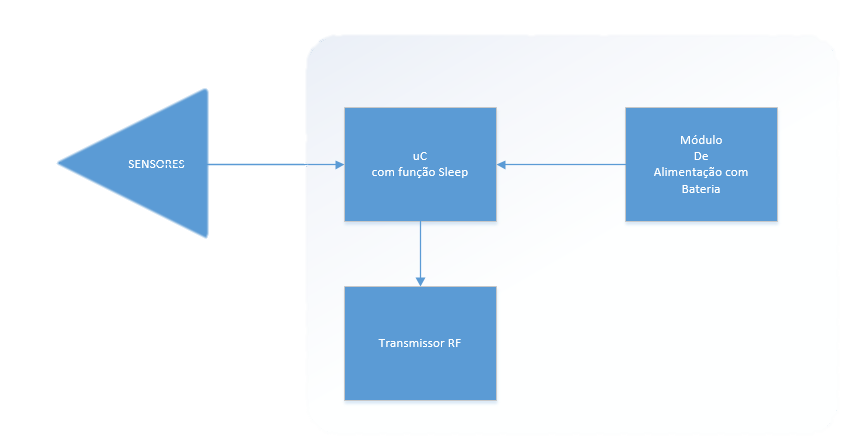 SENSORES
uC
com função Sleep
Módulo
De
Alimentação com
Bateria
Transmissor RF